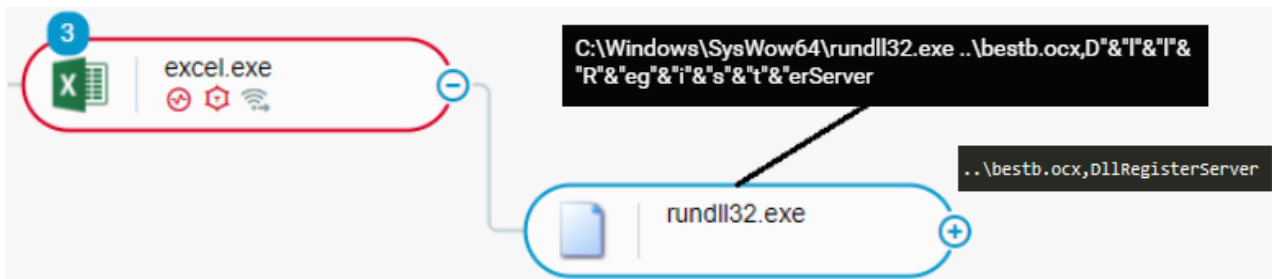 3
excel.exe
C:\Windows\SysWow64\rundll32.exe ..\bestb.ocx,D"&"l"&"l"&
"R"&"eg"&"i"&"s"&"t"&"erServer
..\bestb.ocx,DllRegisterServer
rundll32.exe